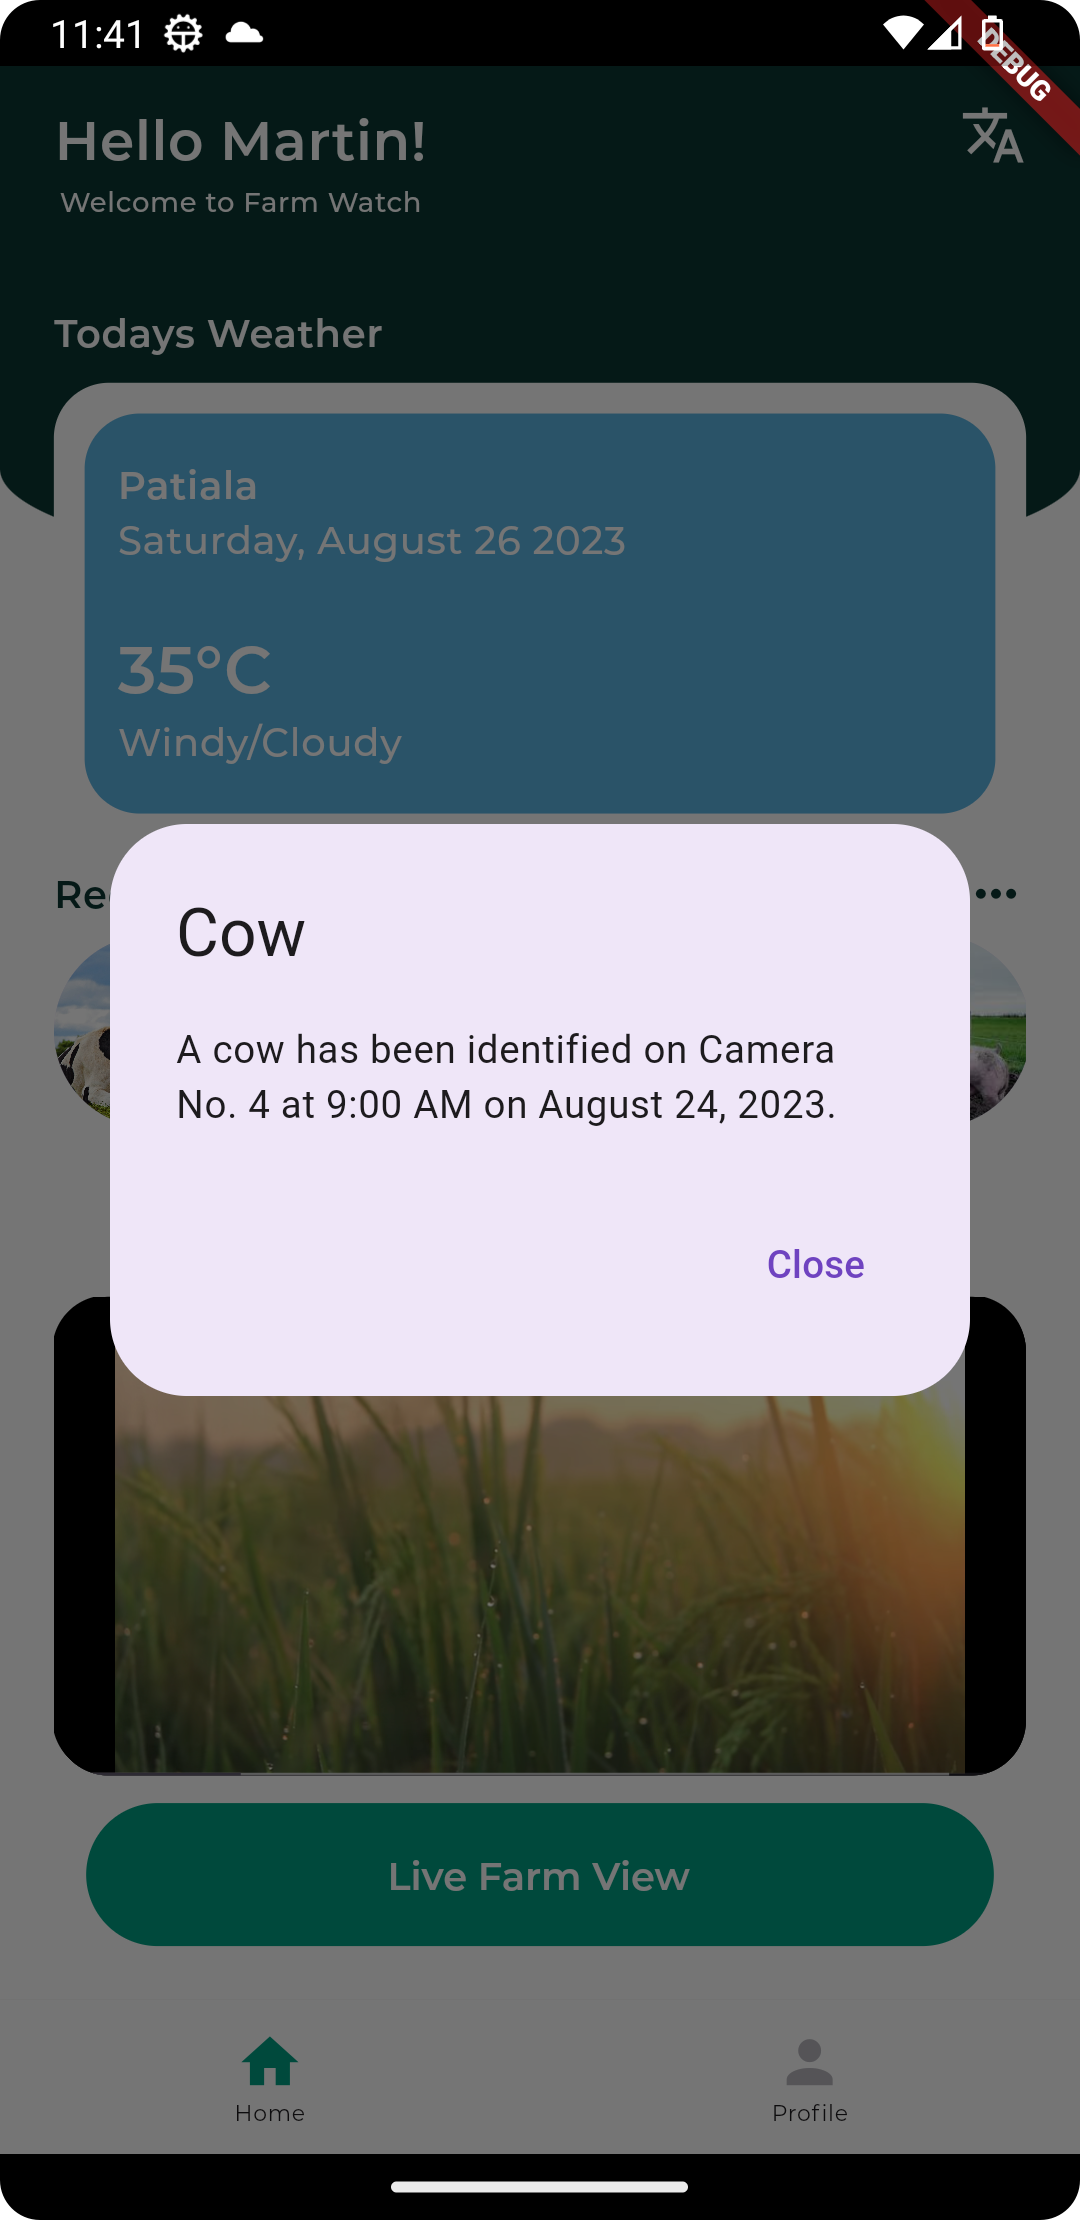 11:41
DEBUG
Hello Martin!
Welcome to Farm Watch
Todays Weather
Patiala
Saturday, August 26 2023
35°C
Windy/Cloudy
Cow
A cow has been identified on Camera
No. 4 at 9:00 AM on August 24, 2023.
Close
Live Farm View
Home
Profile